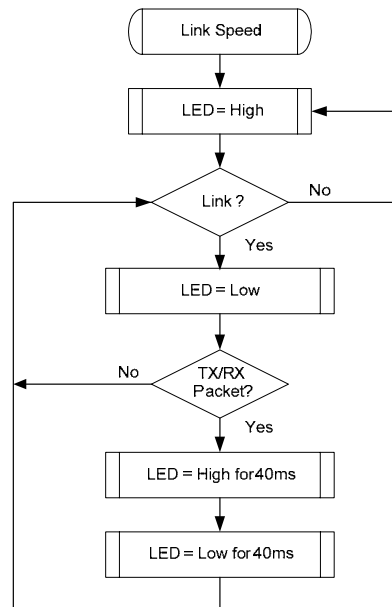 Link Speed
LED = High
Link ?
No
Yes
LED = Low
TX/RX
Packet?
No
Yes
LED = High for 40ms
LED = Low for 40ms